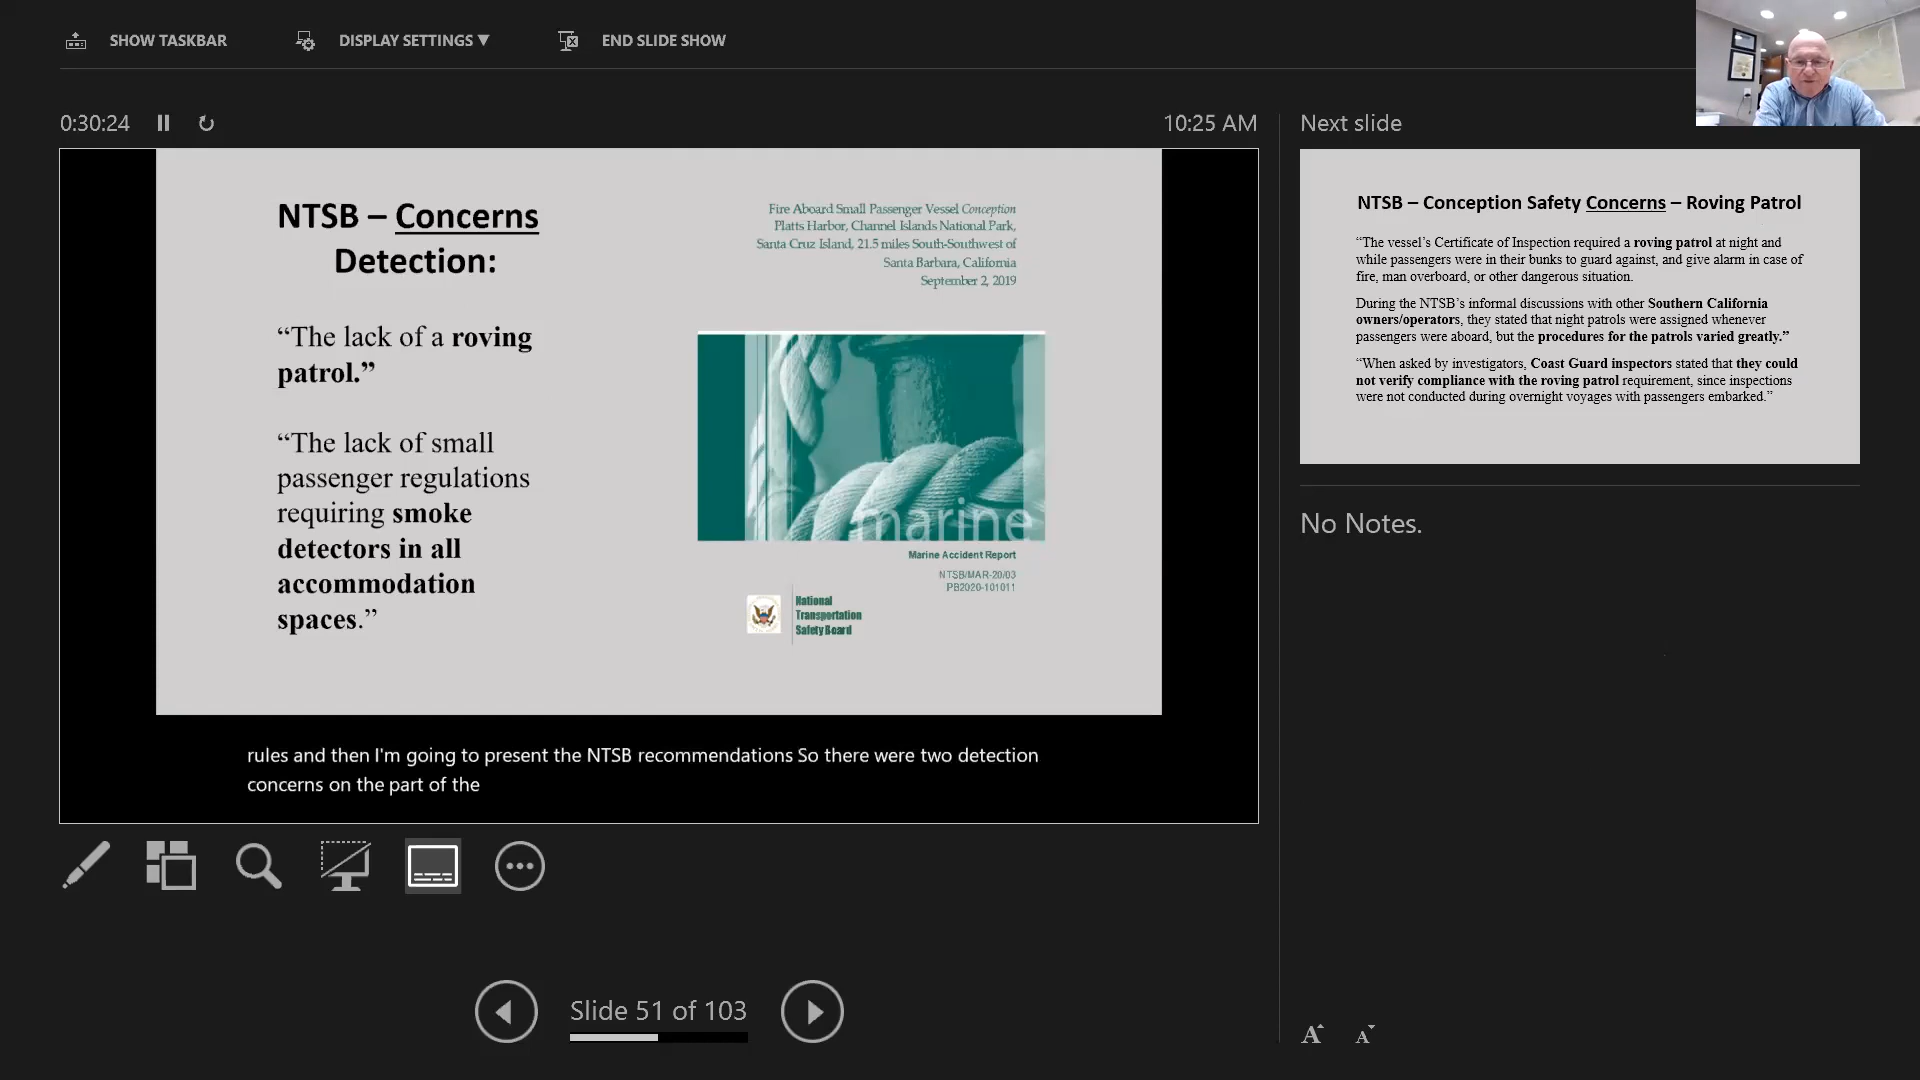 SHOW TASKBAR
DISPLAY SETTINGS ▼
END SLIDE SHOW
0:30:24
10:25 AM
NTSB – Concerns
Detection:
“The lack of a roving
patrol.”
“The lack of small
passenger regulations
requiring smoke
detectors in all
accommodation
spaces.”
Fire Aboard Small Passenger Vessel Conception
Platts Harbor, Channel Islands National Park,
Santa Cruz Island, 21.5 miles South-Southwest of
Santa Barbara, California
September 2, 2019
marine
Marine Accident Report
NTSB/MAR-20/03
PB2020-101011
National
Transportation
Safety Board
rules and then I'm going to present the NTSB recommendations So there were two detection
concerns on the part of the
Slide 51 of 103
Next slide
NTSB – Conception Safety Concerns – Roving Patrol
“The vessel’s Certificate of Inspection required a roving patrol at night and
while passengers were in their bunks to guard against, and give alarm in case of
fire, man overboard, or other dangerous situation.
During the NTSB’s informal discussions with other Southern California
owners/operators, they stated that night patrols were assigned whenever
passengers were aboard, but the procedures for the patrols varied greatly.”
“When asked by investigators, Coast Guard inspectors stated that they could
not verify compliance with the roving patrol requirement, since inspections
were not conducted during overnight voyages with passengers embarked.”
No Notes.
A A